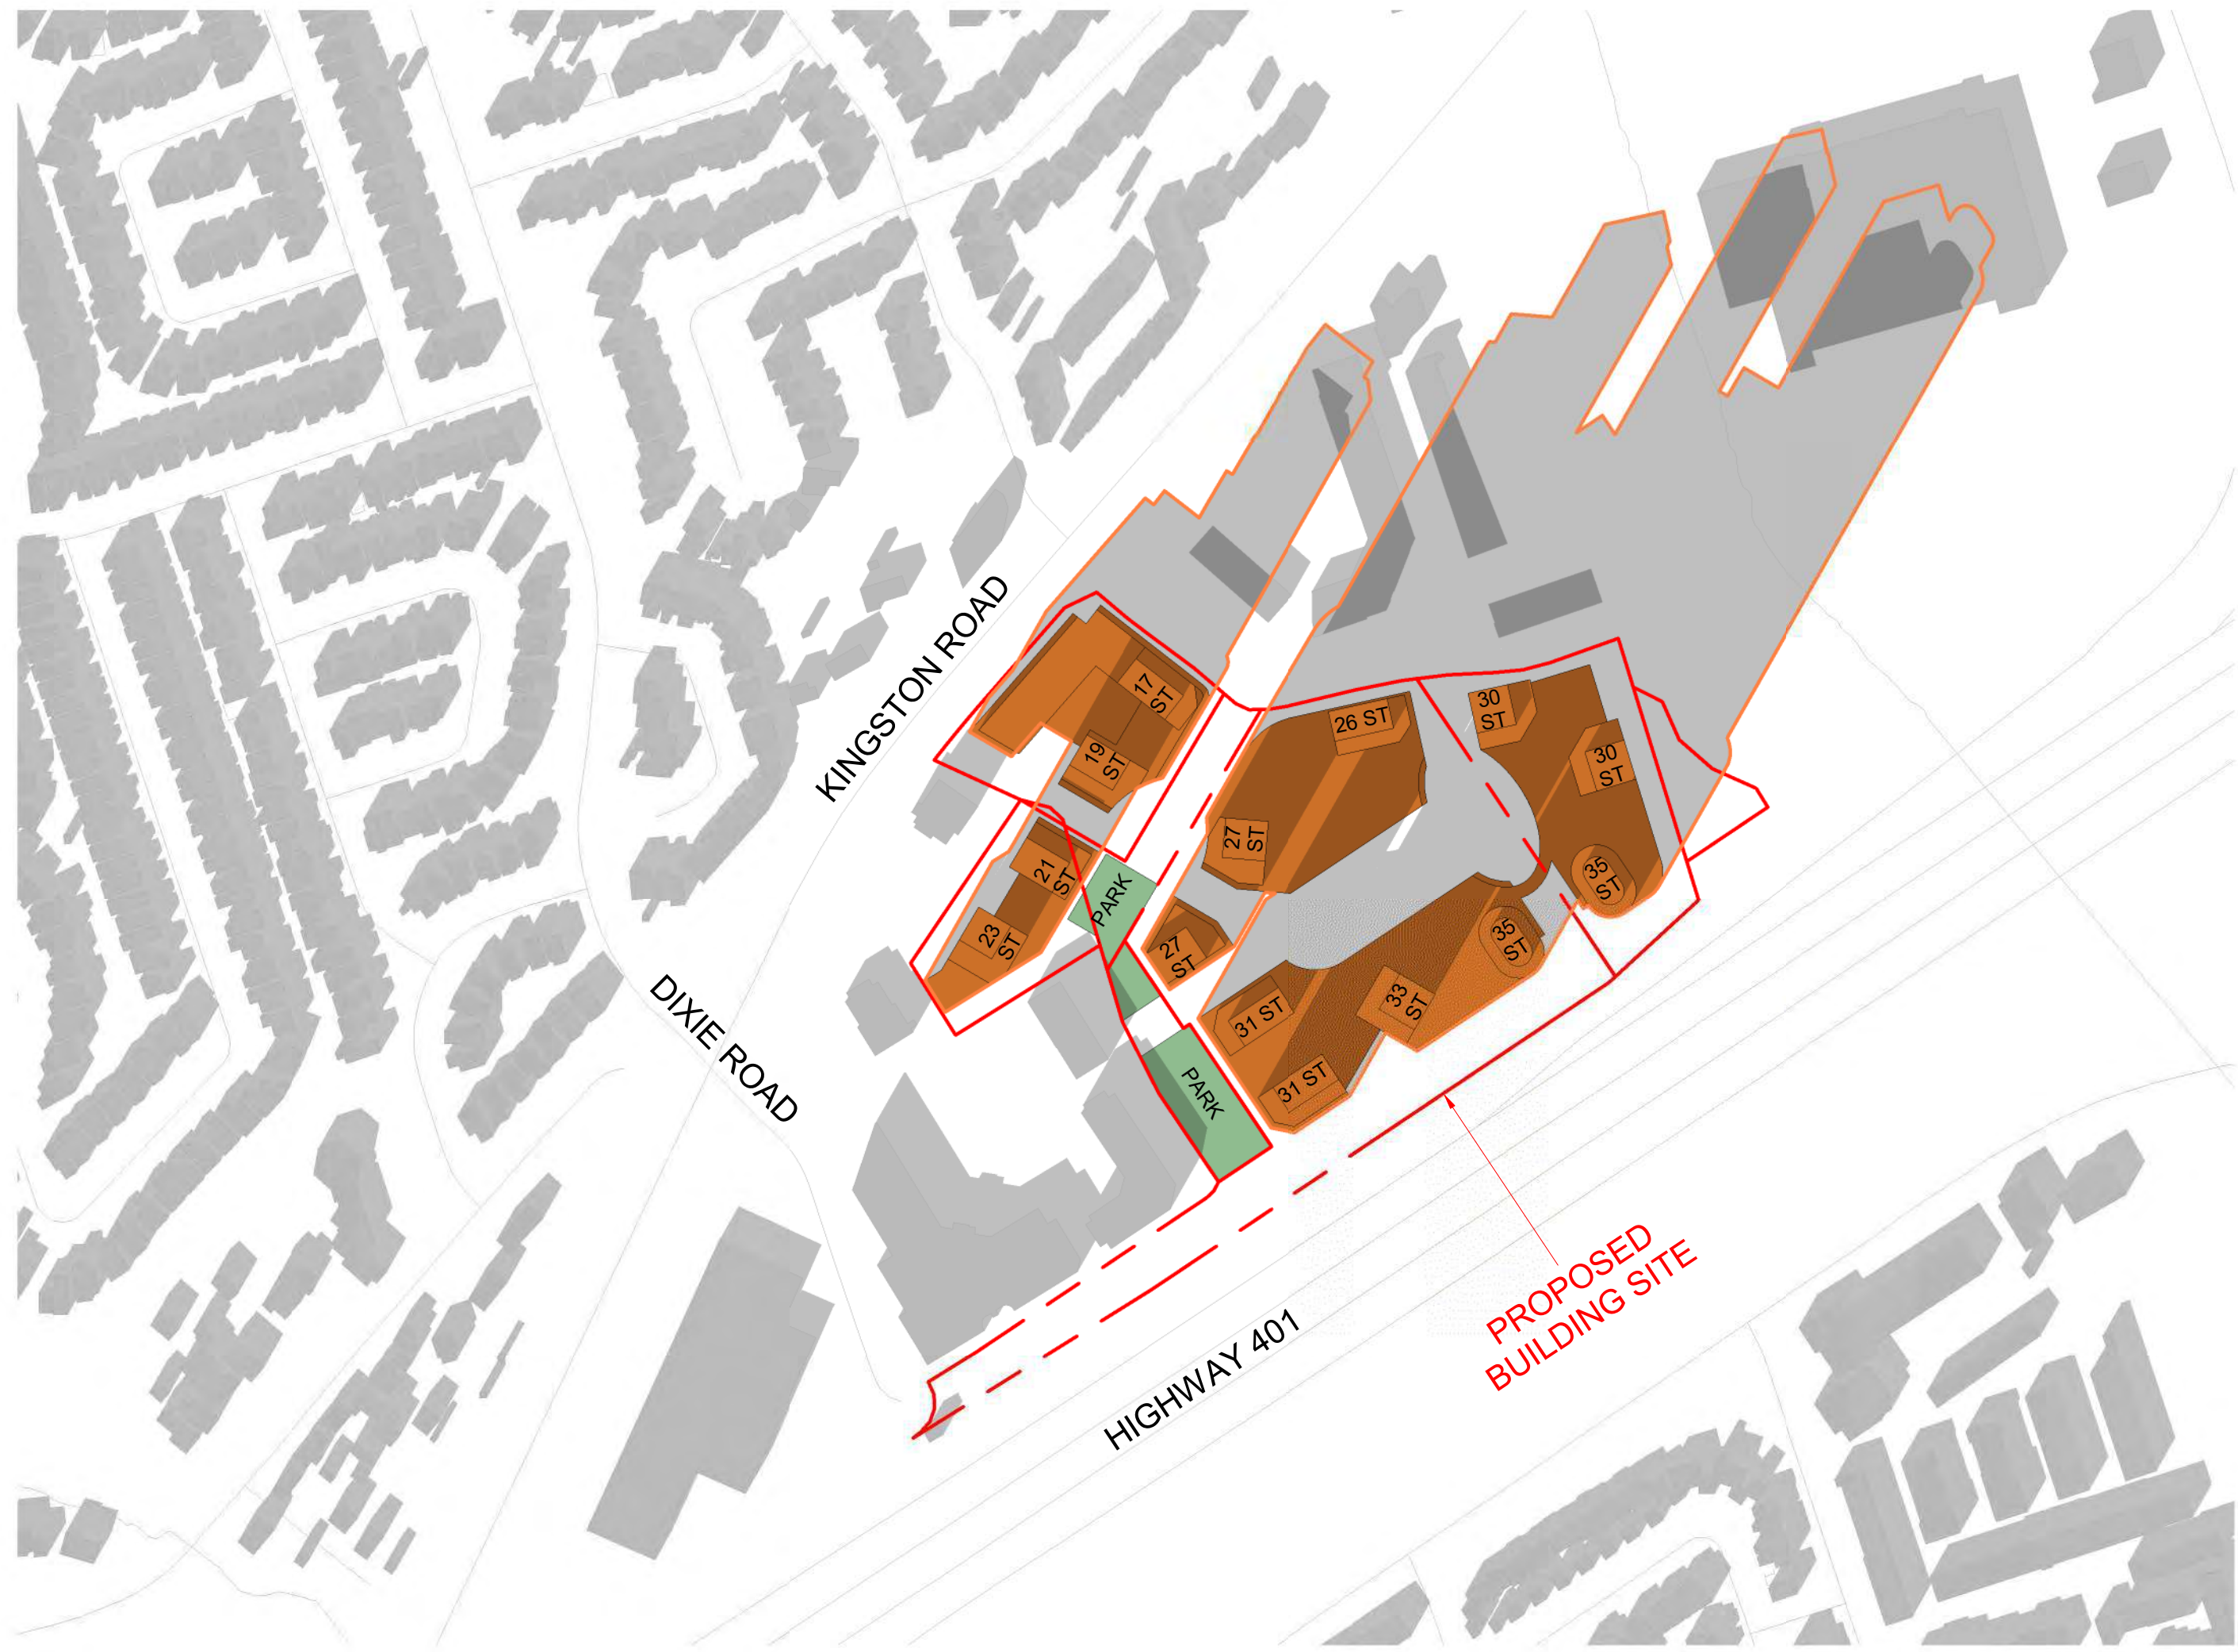 KINGSTON ROAD
17
ST
19
ST
26 ST
30
ST
30
ST
27
ST
21
ST
35
ST
PARK
23
ST
27
ST
35
ST
31 ST
33
ST
31 ST
PARK
DIXIE ROAD
HIGHWAY 401
PROPOSED
BUILDING SITE